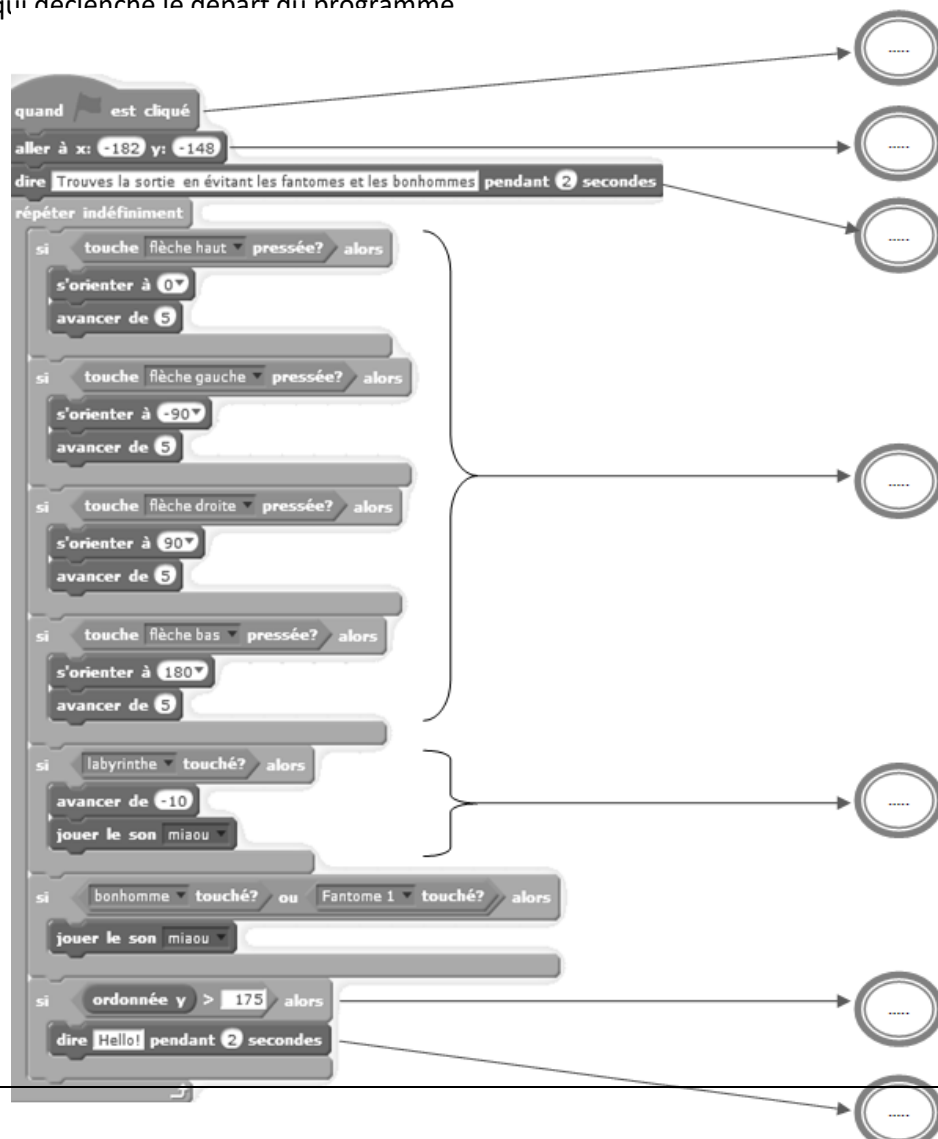 qui déclenche le départ du programme
.....
quand est cliqué
.....
aller à x: -182 y: -148
dire Trouves la sortie en évitant les fantomes et les bonhommes pendant 2 secondes
.....
répéter indéfiniment
si touche flèche haut pressée? alors
s'orienter à 0
avancer de 5
si touche flèche gauche pressée? alors
s'orienter à -90
avancer de 5
.....
si touche flèche droite pressée? alors
s'orienter à 90
avancer de 5
si touche flèche bas pressée? alors
s'orienter à 180
avancer de 5
si labyrinthe touché? alors
avancer de -10
.....
jouer le son miaou
si bonhomme touché? ou Fantome 1 touché? alors
jouer le son miaou
si ordonnée y > 175 alors
.....
dire Hello! pendant 2 secondes
.....